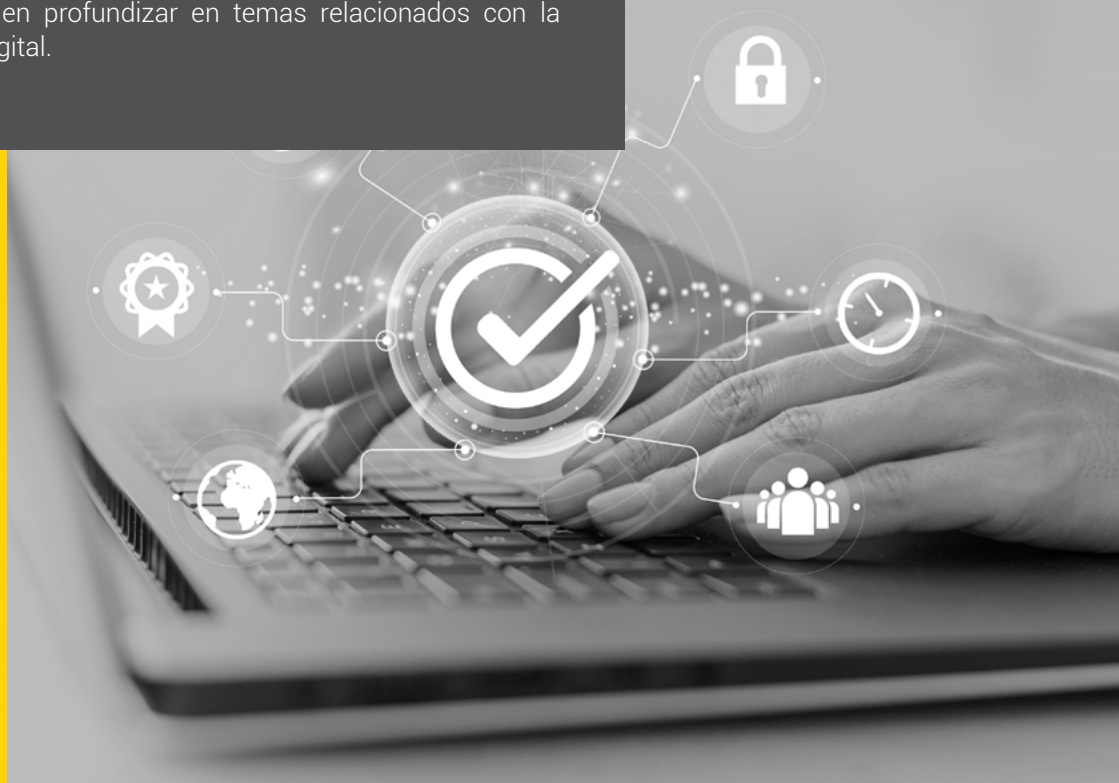 en profundizar en temas relacionados con la
gital.